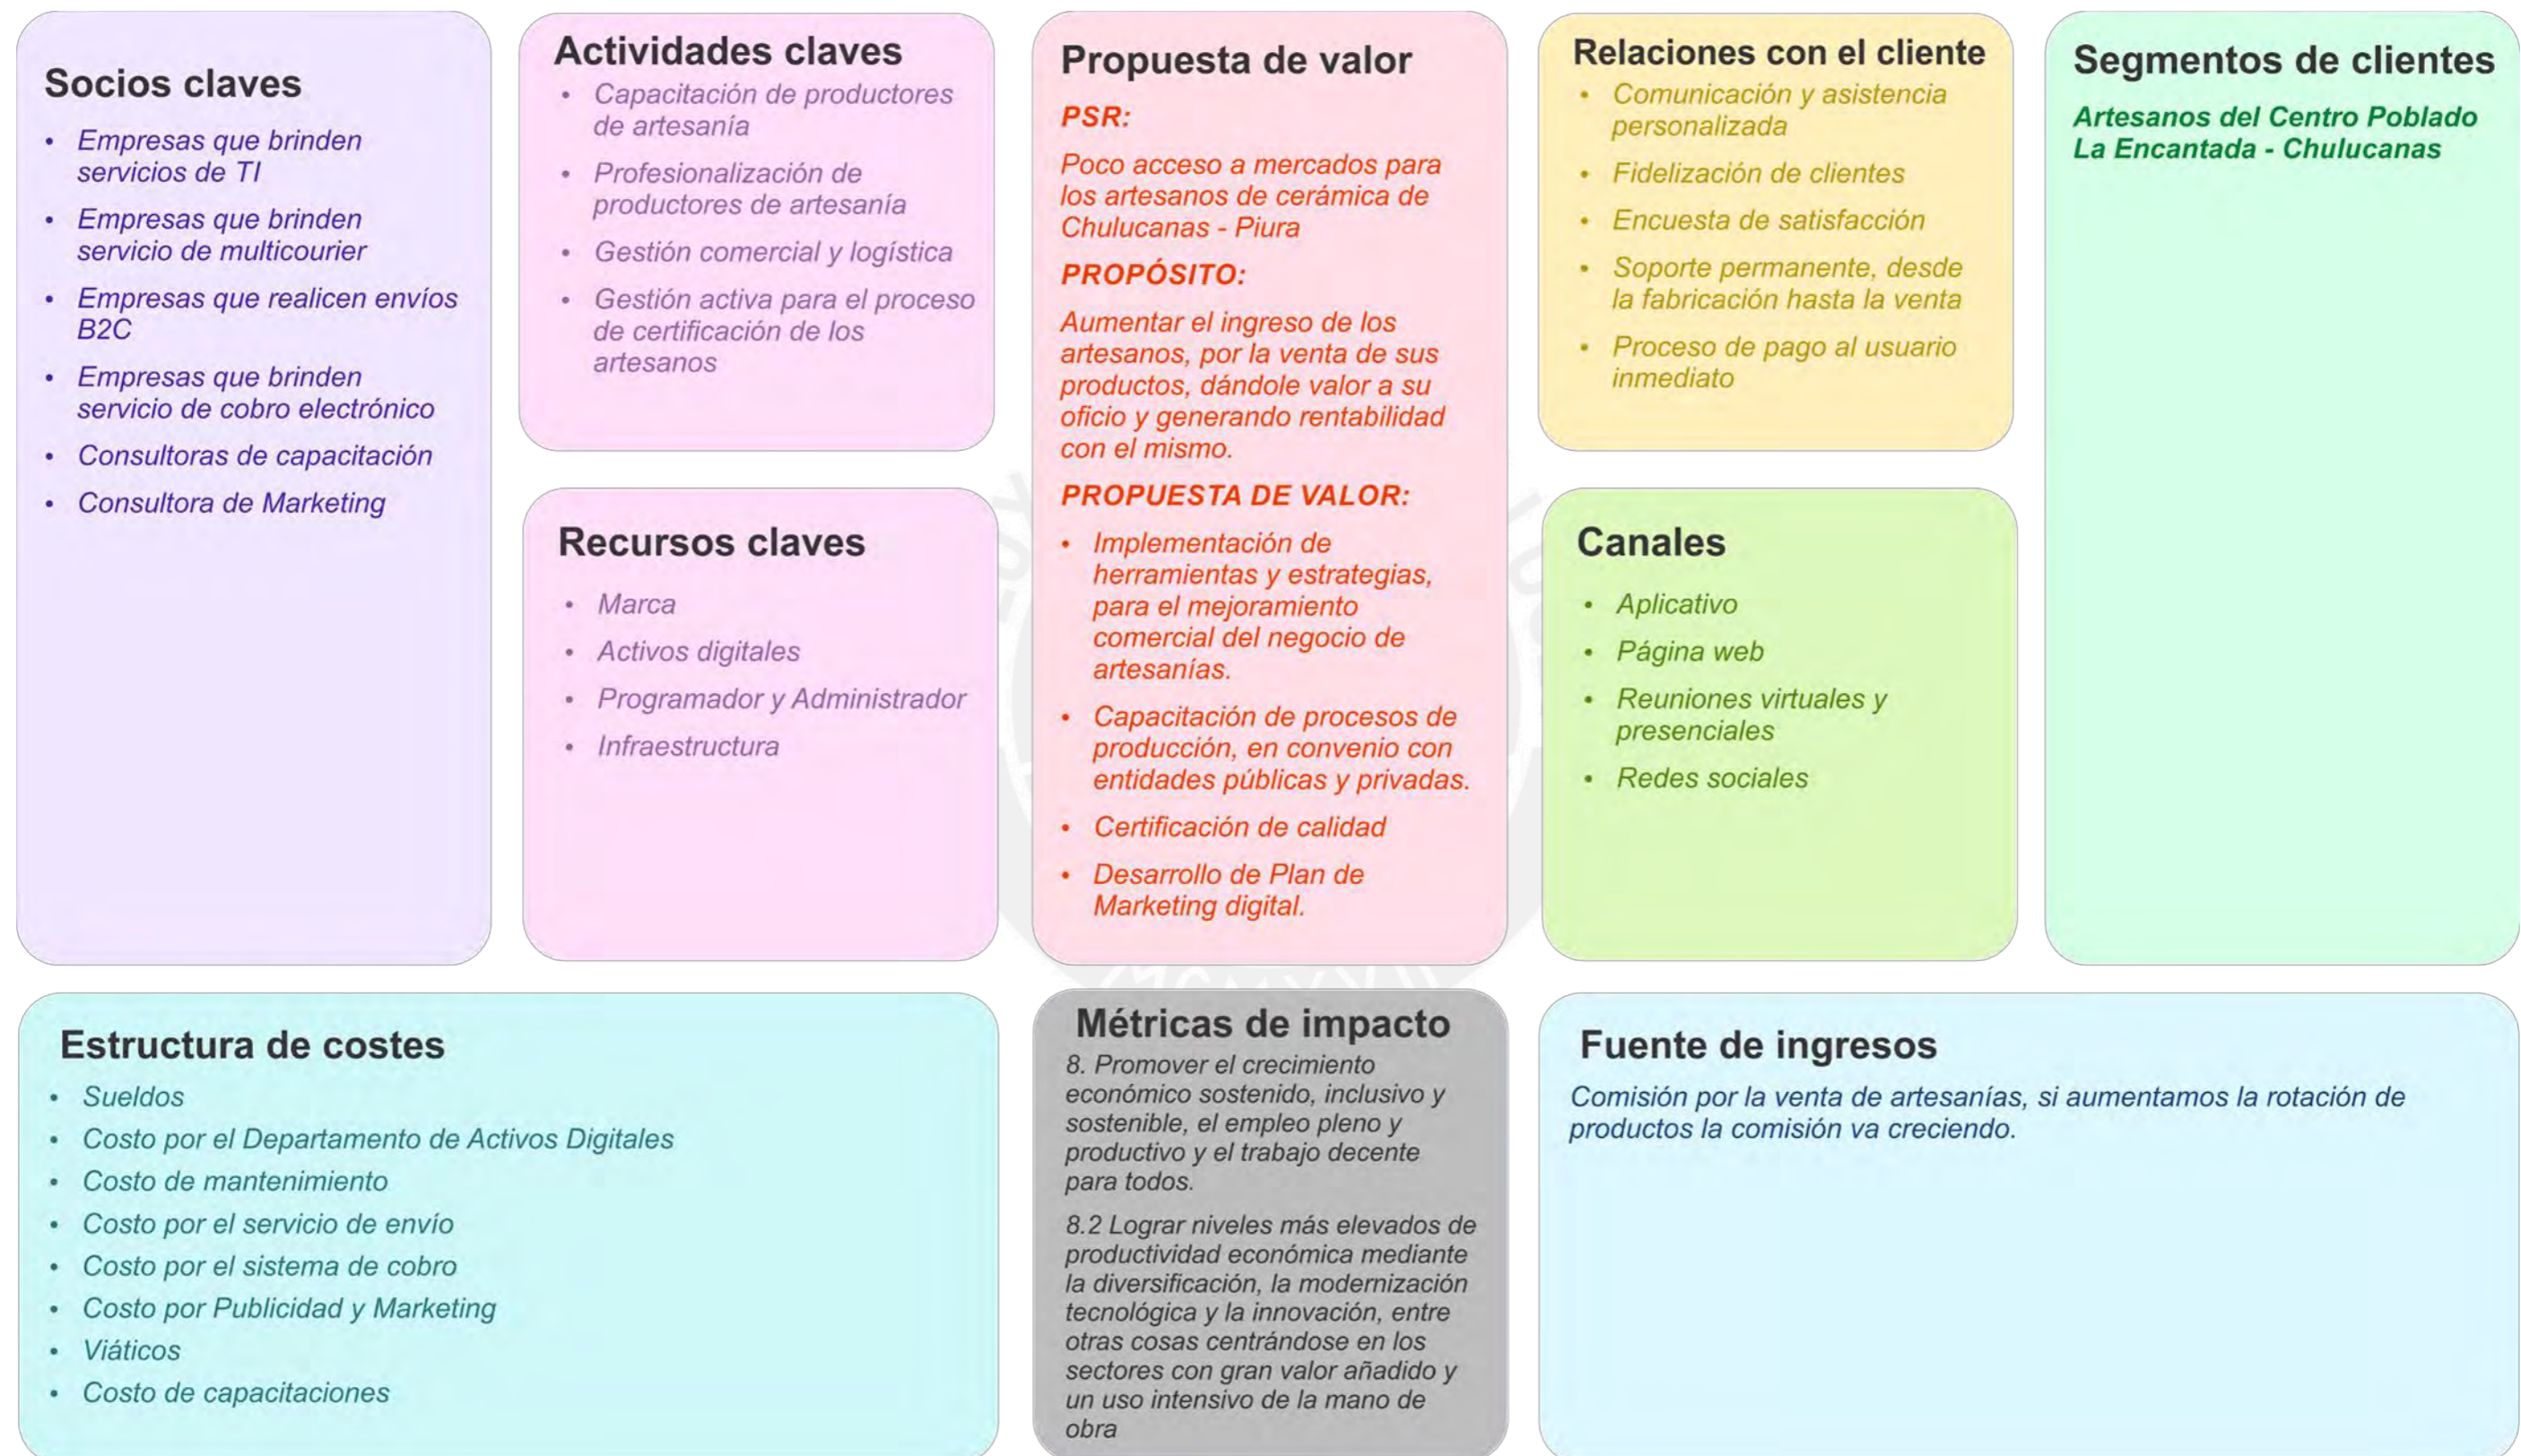 Socios claves
• Empresas que brinden
servicios de TI
• Empresas que brinden
servicio de multicourier
• Empresas que realicen envíos
B2C
• Empresas que brinden
servicio de cobro electrónico
• Consultoras de capacitación
• Consultora de Marketing
Actividades claves
• Capacitación de productores
de artesanía
• Profesionalización de
productores de artesanía
• Gestión comercial y logística
• Gestión activa para el proceso
de certificación de los
artesanos
Recursos claves
• Marca
• Activos digitales
• Programador y Administrador
• Infraestructura
Propuesta de valor
PSR:
Poco acceso a mercados para
los artesanos de cerámica de
Chulucanas - Piura
PROPÓSITO:
Aumentar el ingreso de los
artesanos, por la venta de sus
productos, dándole valor a su
oficio y generando rentabilidad
con el mismo.
PROPUESTA DE VALOR:
• Implementación de
herramientas y estrategias,
para el mejoramiento
comercial del negocio de
artesanías.
• Capacitación de procesos de
producción, en convenio con
entidades públicas y privadas.
• Certificación de calidad
• Desarrollo de Plan de
Marketing digital.
Relaciones con el cliente
• Comunicación y asistencia
personalizada
• Fidelización de clientes
• Encuesta de satisfacción
• Soporte permanente, desde
la fabricación hasta la venta
• Proceso de pago al usuario
inmediato
Canales
• Aplicativo
• Página web
• Reuniones virtuales y
presenciales
• Redes sociales
Segmentos de clientes
Artesanos del Centro Poblado
La Encantada - Chulucanas
Estructura de costes
• Sueldos
• Costo por el Departamento de Activos Digitales
• Costo de mantenimiento
• Costo por el servicio de envío
• Costo por el sistema de cobro
• Costo por Publicidad y Marketing
• Viáticos
• Costo de capacitaciones
Métricas de impacto
8. Promover el crecimiento
económico sostenido, inclusivo y
sostenible, el empleo pleno y
productivo y el trabajo decente
para todos.
8.2 Lograr niveles más elevados de
productividad económica mediante
la diversificación, la modernización
tecnológica y la innovación, entre
otras cosas centrándose en los
sectores con gran valor añadido y
un uso intensivo de la mano de
obra
Fuente de ingresos
Comisión por la venta de artesanías, si aumentamos la rotación de
productos la comisión va creciendo.